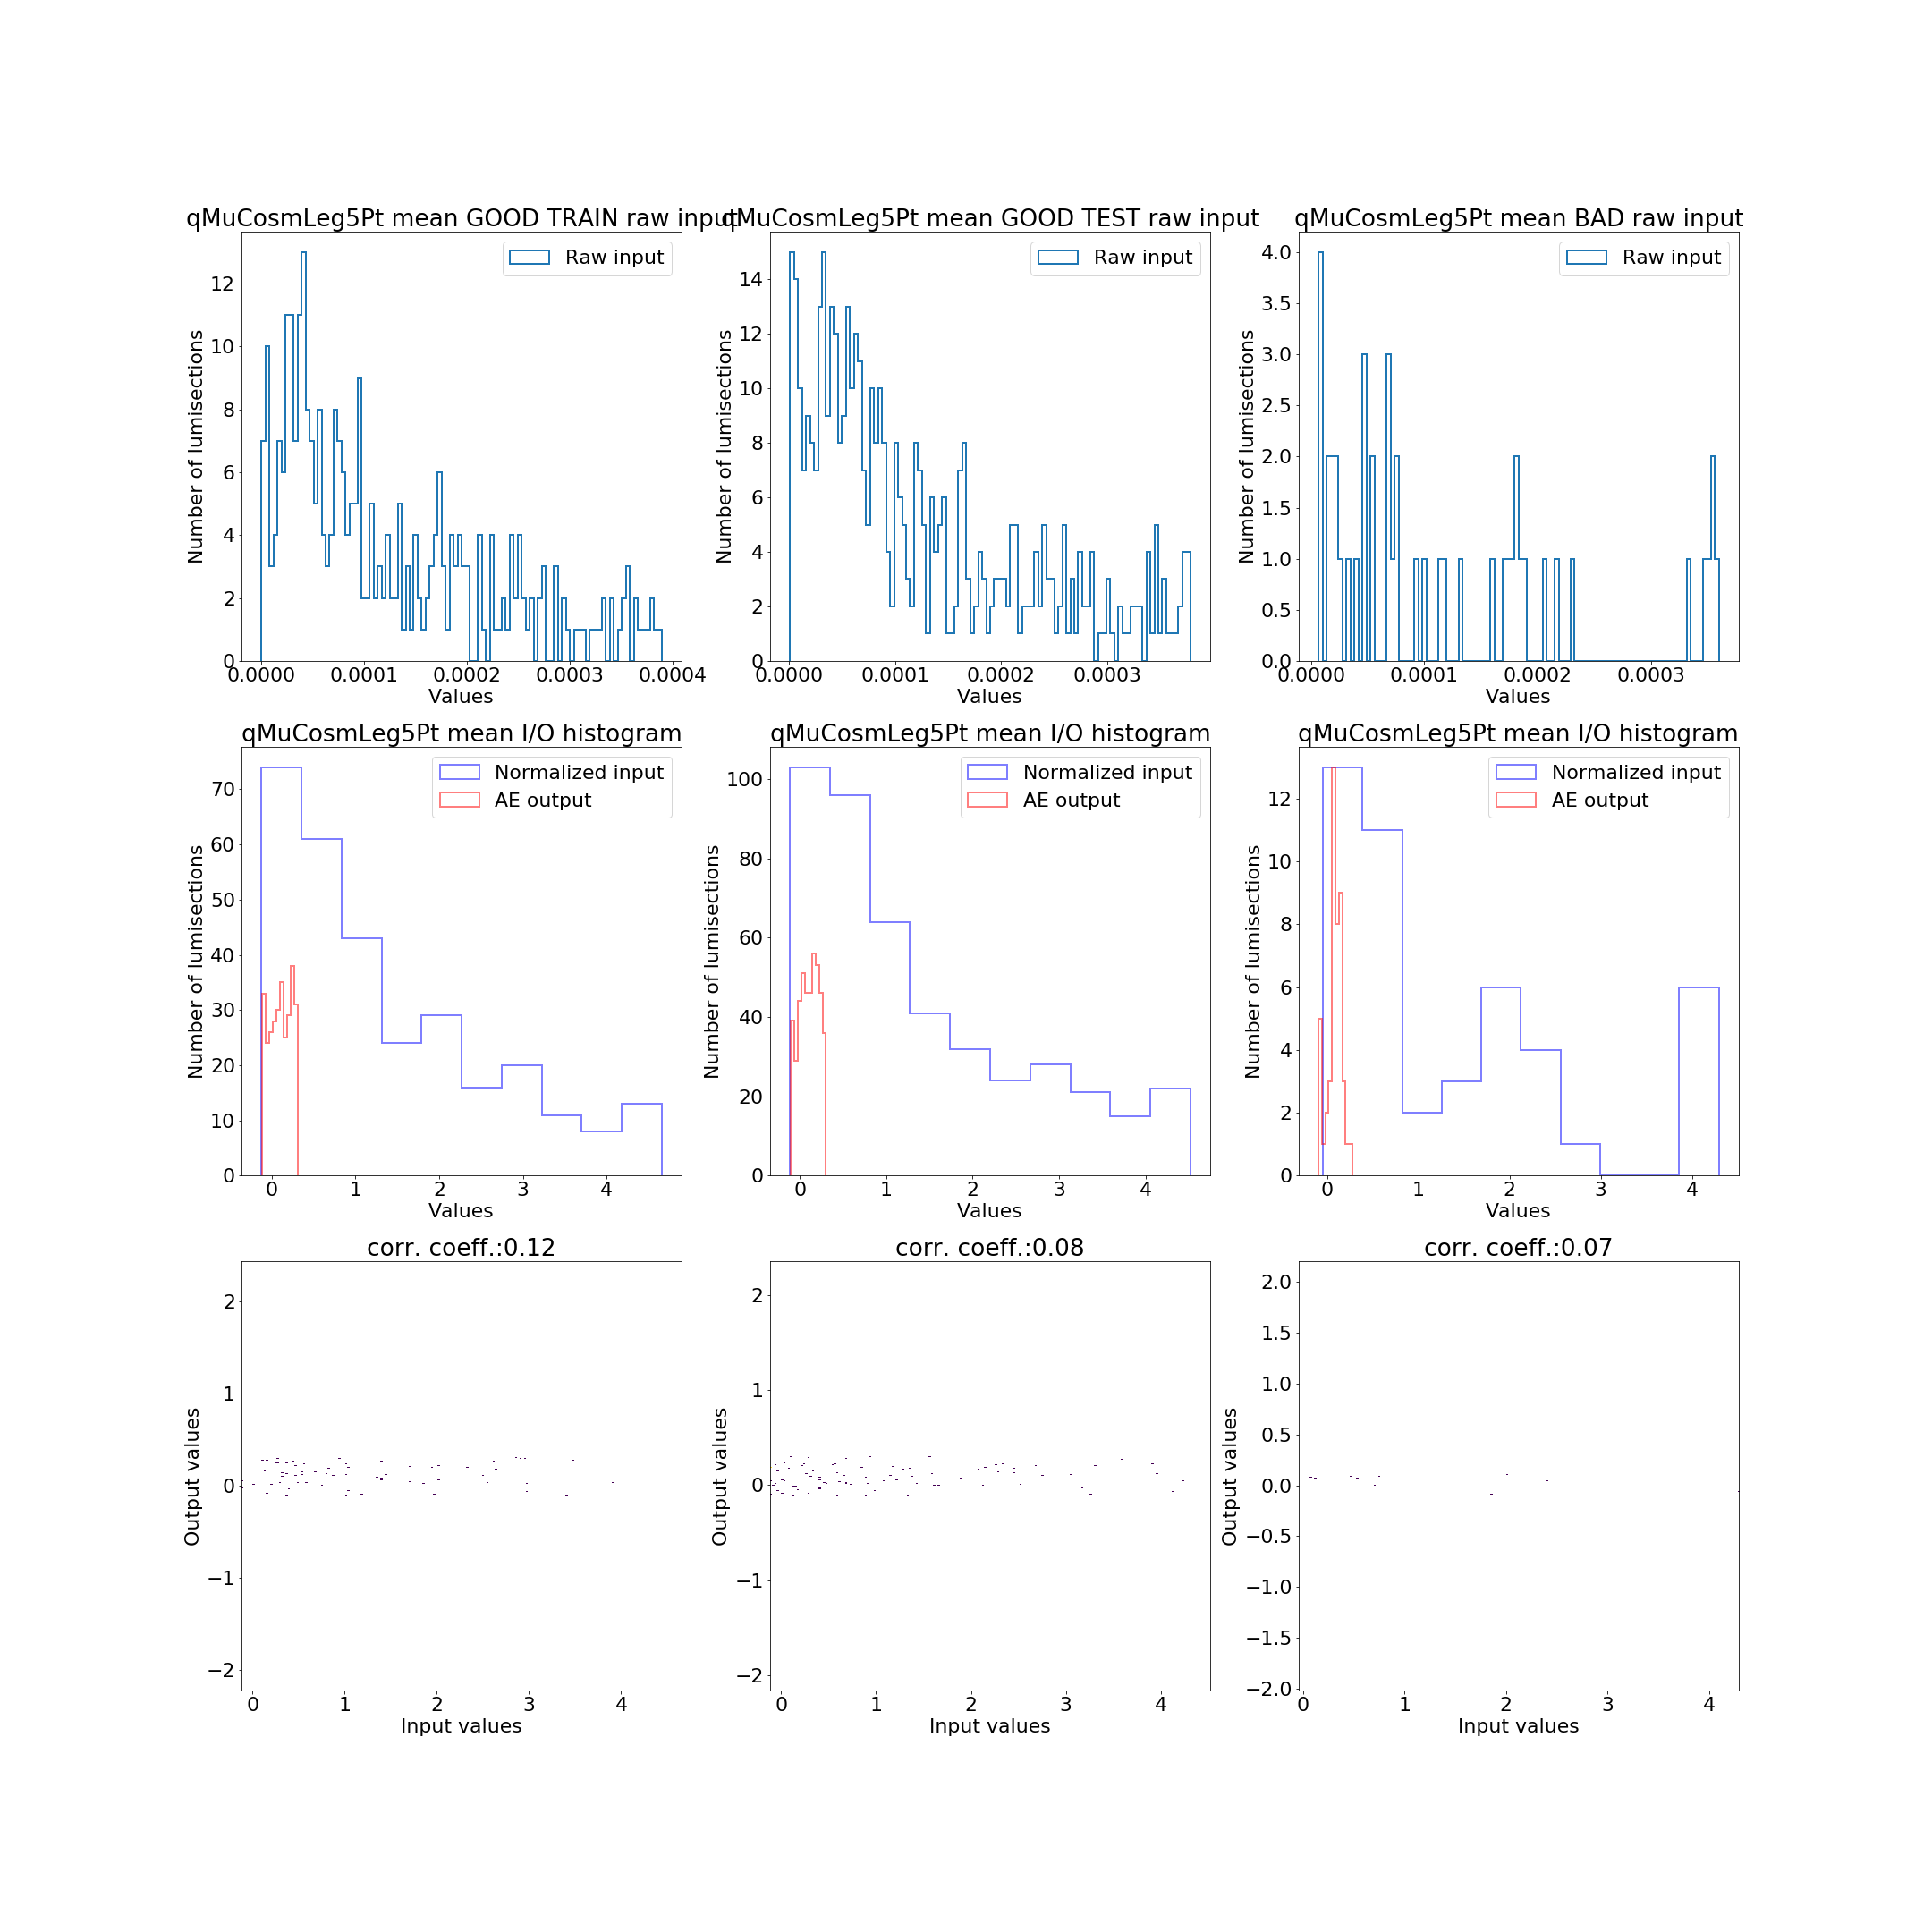 qMuCosmLeg5Pt mean GOOD TRAIN raw input
qMuCosmLeg5Pt mean GOOD TEST raw input
qMuCosmLeg5Pt mean BAD raw input
Raw input
Raw input
Raw input
Number of lumisections
12
10
8
6
4
2
0
0.0000 0.0001 0.0002 0.0003 0.0004
Values
Number of lumisections
14
12
10
8
6
4
2
0
0.0000 0.0001 0.0002 0.0003
Values
Number of lumisections
4.0
3.5
3.0
2.5
2.0
1.5
1.0
0.5
0.0
0.0000 0.0001 0.0002 0.0003
Values
qMuCosmLeg5Pt mean I/O histogram
Normalized input
AE output
Number of lumisections
70
60
50
40
30
20
10
0
0 1 2 3 4
Values
qMuCosmLeg5Pt mean I/O histogram
Normalized input
AE output
Number of lumisections
100
80
60
40
20
0
0 1 2 3 4
Values
qMuCosmLeg5Pt mean I/O histogram
Normalized input
AE output
Number of lumisections
12
10
8
6
4
2
0
0 1 2 3 4
Values
corr. coeff.:0.12
Output values
2
1
0
−1
−2
0 1 2 3 4
Input values
corr. coeff.:0.08
Output values
2
1
0
−1
−2
0 1 2 3 4
Input values
corr. coeff.:0.07
Output values
2.0
1.5
1.0
0.5
0.0
−0.5
−1.0
−1.5
−2.0
0 1 2 3 4
Input values